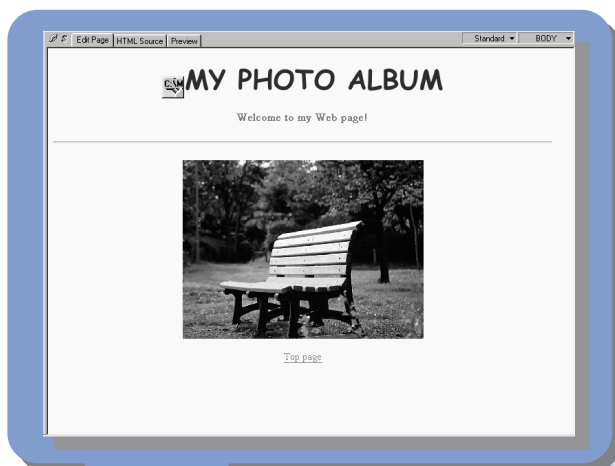 Edit Page HTML Source Preview Standard BODY
MY PHOTO ALBUM
Welcome to my Web page!
Top page